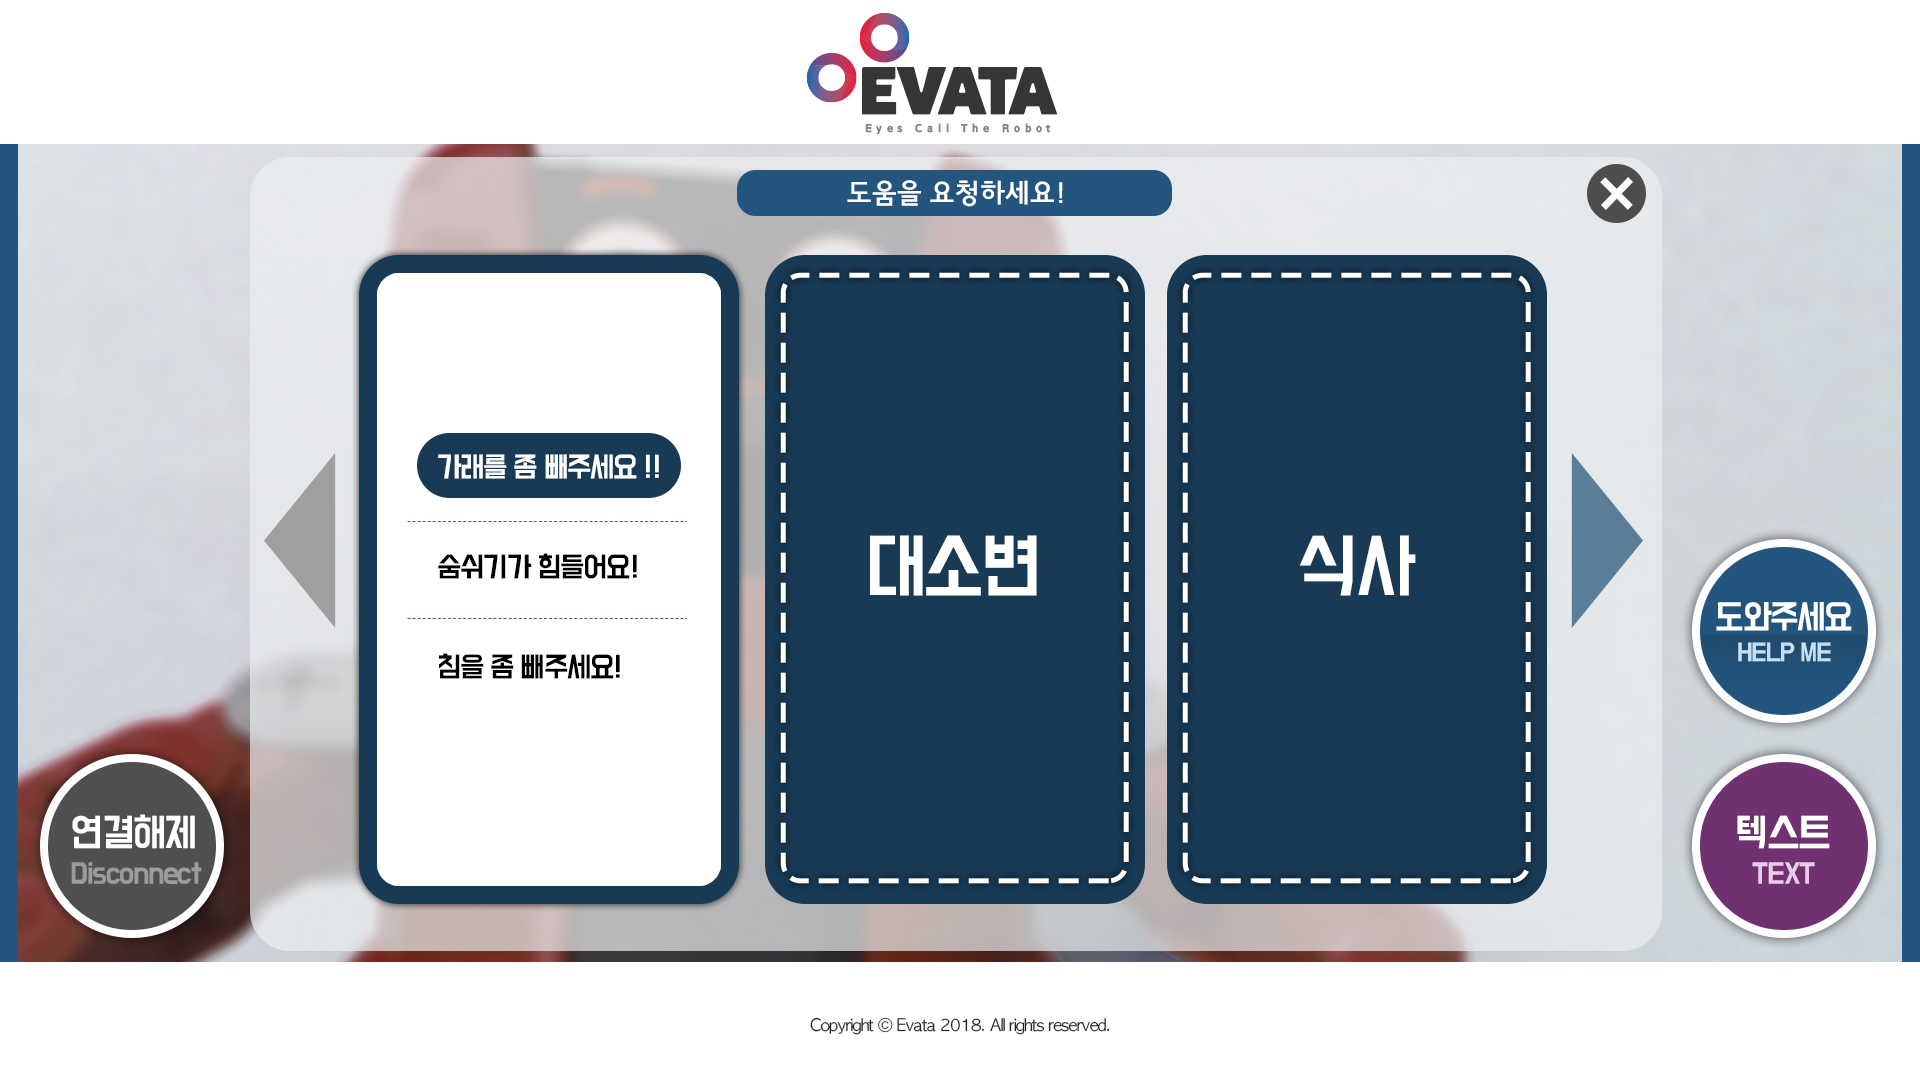 EVATA
Eyes Call The Robot
도움을 요청하세요!
가래를 좀 빼주세요 !!
숨쉬기가 힘들어요!
침을 좀 빼주세요!
대소변
식사
도와주세요
HELP ME
연결해제
Disconnect
텍스트
TEXT
Copyright ⓒ Evata 2018. All rights reserved.